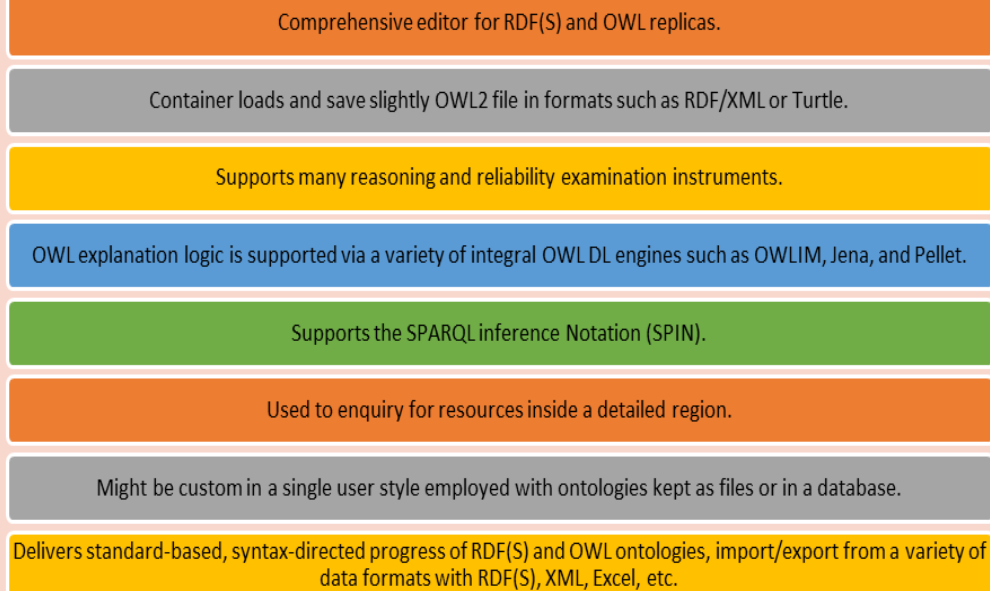 Comprehensive editor for RDF(S) and OWL replicas.
Container loads and save slightly OWL2 file in formats such as RDF/XML or Turtle.
Supports many reasoning and reliability examination instruments.
OWL explanation logic is supported via a variety of integral OWL DL engines such as OWLIM, Jena, and Pellet.
Supports the SPARQL inference Notation (SPIN).
Used to enquiry for resources inside a detailed region.
Might be custom in a single user style employed with ontologies kept as files or in a database.
Delivers standard-based, syntax-directed progress of RDF(S) and OWL ontologies, import/export from a variety of
data formats with RDF(S), XML, Excel, etc.